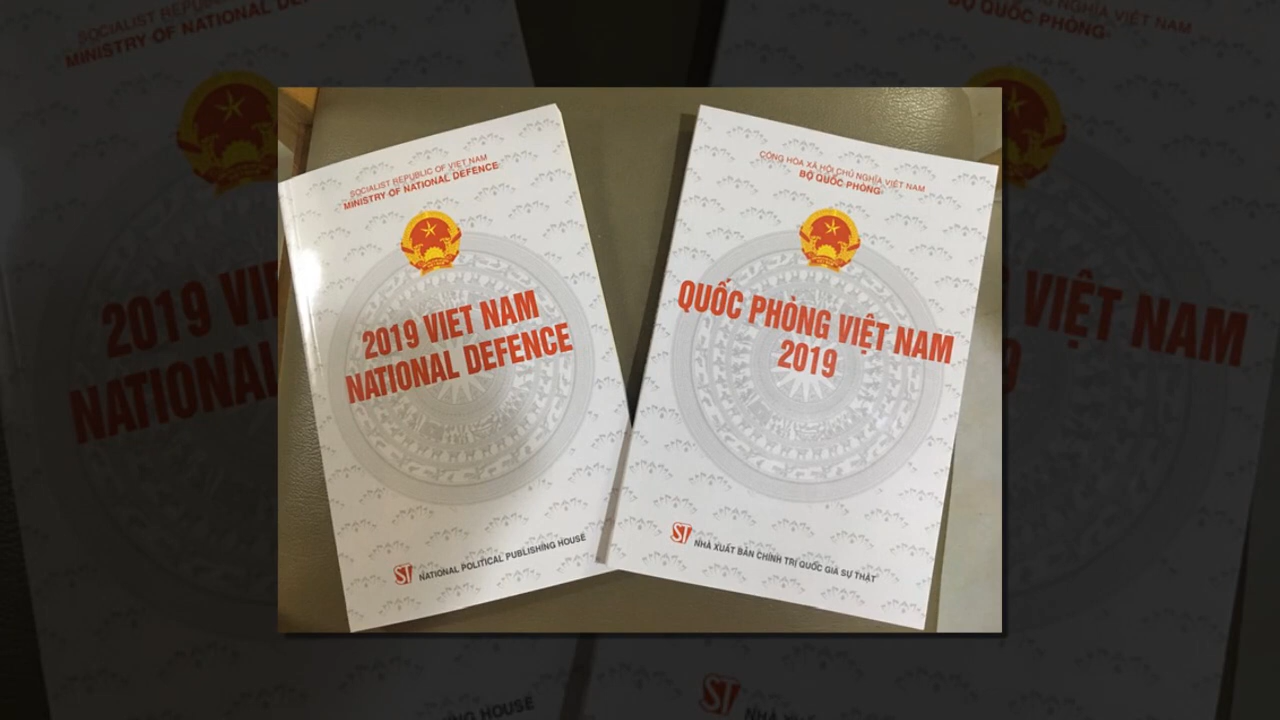 SOCIALIST REPUBLIC OF VIET NAM
MINISTRY OF NATIONAL DEFENCE
2019 VIET NAM
NATIONAL DEFENCE
ST NATIONAL POLITICAL PUBLISHING HOUSE
CỘNG HÒA XÃ HỘI CHỦ NGHĨA VIỆT NAM
BỘ QUỐC PHÒNG
QUỐC PHÒNG VIỆT NAM
2019
ST NHÀ XUẤT BẢN CHÍNH TRỊ QUỐC GIA SỰ THẬT